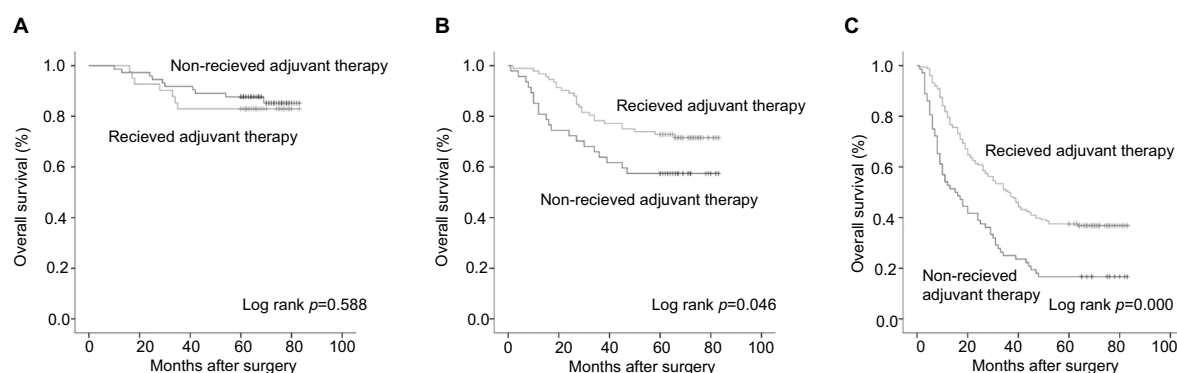 A
Overall survival (%)
1.0
0.8
0.6
0.4
0.2
0.0
Non-recieved adjuvant therapy
Recieved adjuvant therapy
Log rank p=0.588
0 20 40 60 80 100
Months after surgery
B
Overall survival (%)
1.0
0.8
0.6
0.4
0.2
0.0
Recieved adjuvant therapy
Non-recieved adjuvant therapy
Log rank p=0.046
0 20 40 60 80 100
Months after surgery
C
Overall survival (%)
1.0
0.8
0.6
0.4
0.2
0.0
Recieved adjuvant therapy
Non-recieved
adjuvant therapy
Log rank p=0.000
0 20 40 60 80 100
Months after surgery